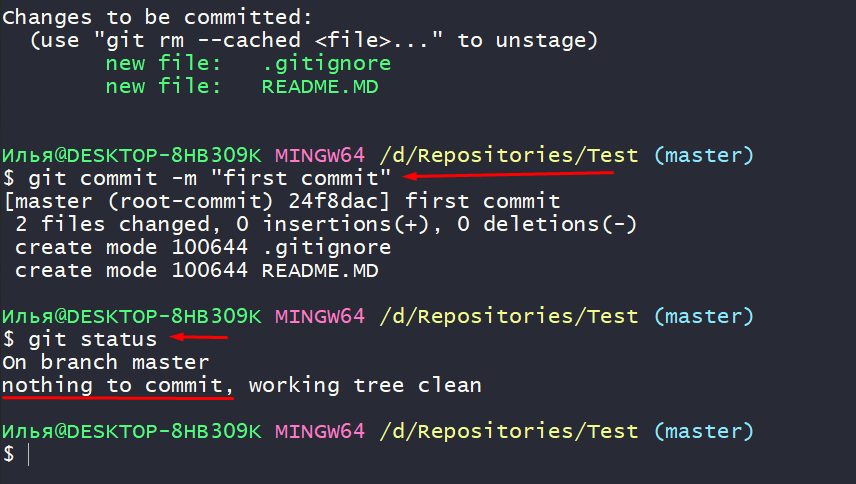 Changes to be committed:
  (use "git rm --cached <file>..." to unstage)
        new file:   .gitignore
        new file:   README.MD
Илья@DESKTOP-8HB3O9K MINGW64 /d/Repositories/Test (master)
$ git commit -m "first commit"
[master (root-commit) 24f8dac] first commit
 2 files changed, 0 insertions(+), 0 deletions(-)
 create mode 100644 .gitignore
 create mode 100644 README.MD
Илья@DESKTOP-8HB3O9K MINGW64 /d/Repositories/Test (master)
$ git status
On branch master
nothing to commit, working tree clean
Илья@DESKTOP-8HB3O9K MINGW64 /d/Repositories/Test (master)
$